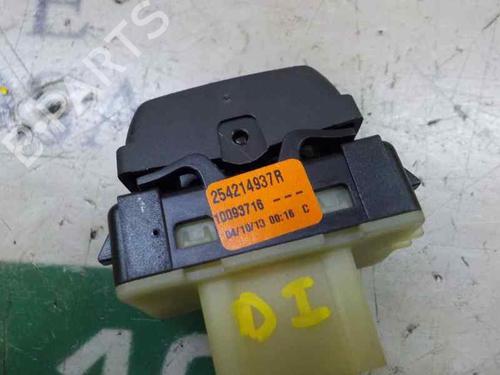 B-PARTS
254214937R
10093716 ---
04/10/13 00:16 C
DI